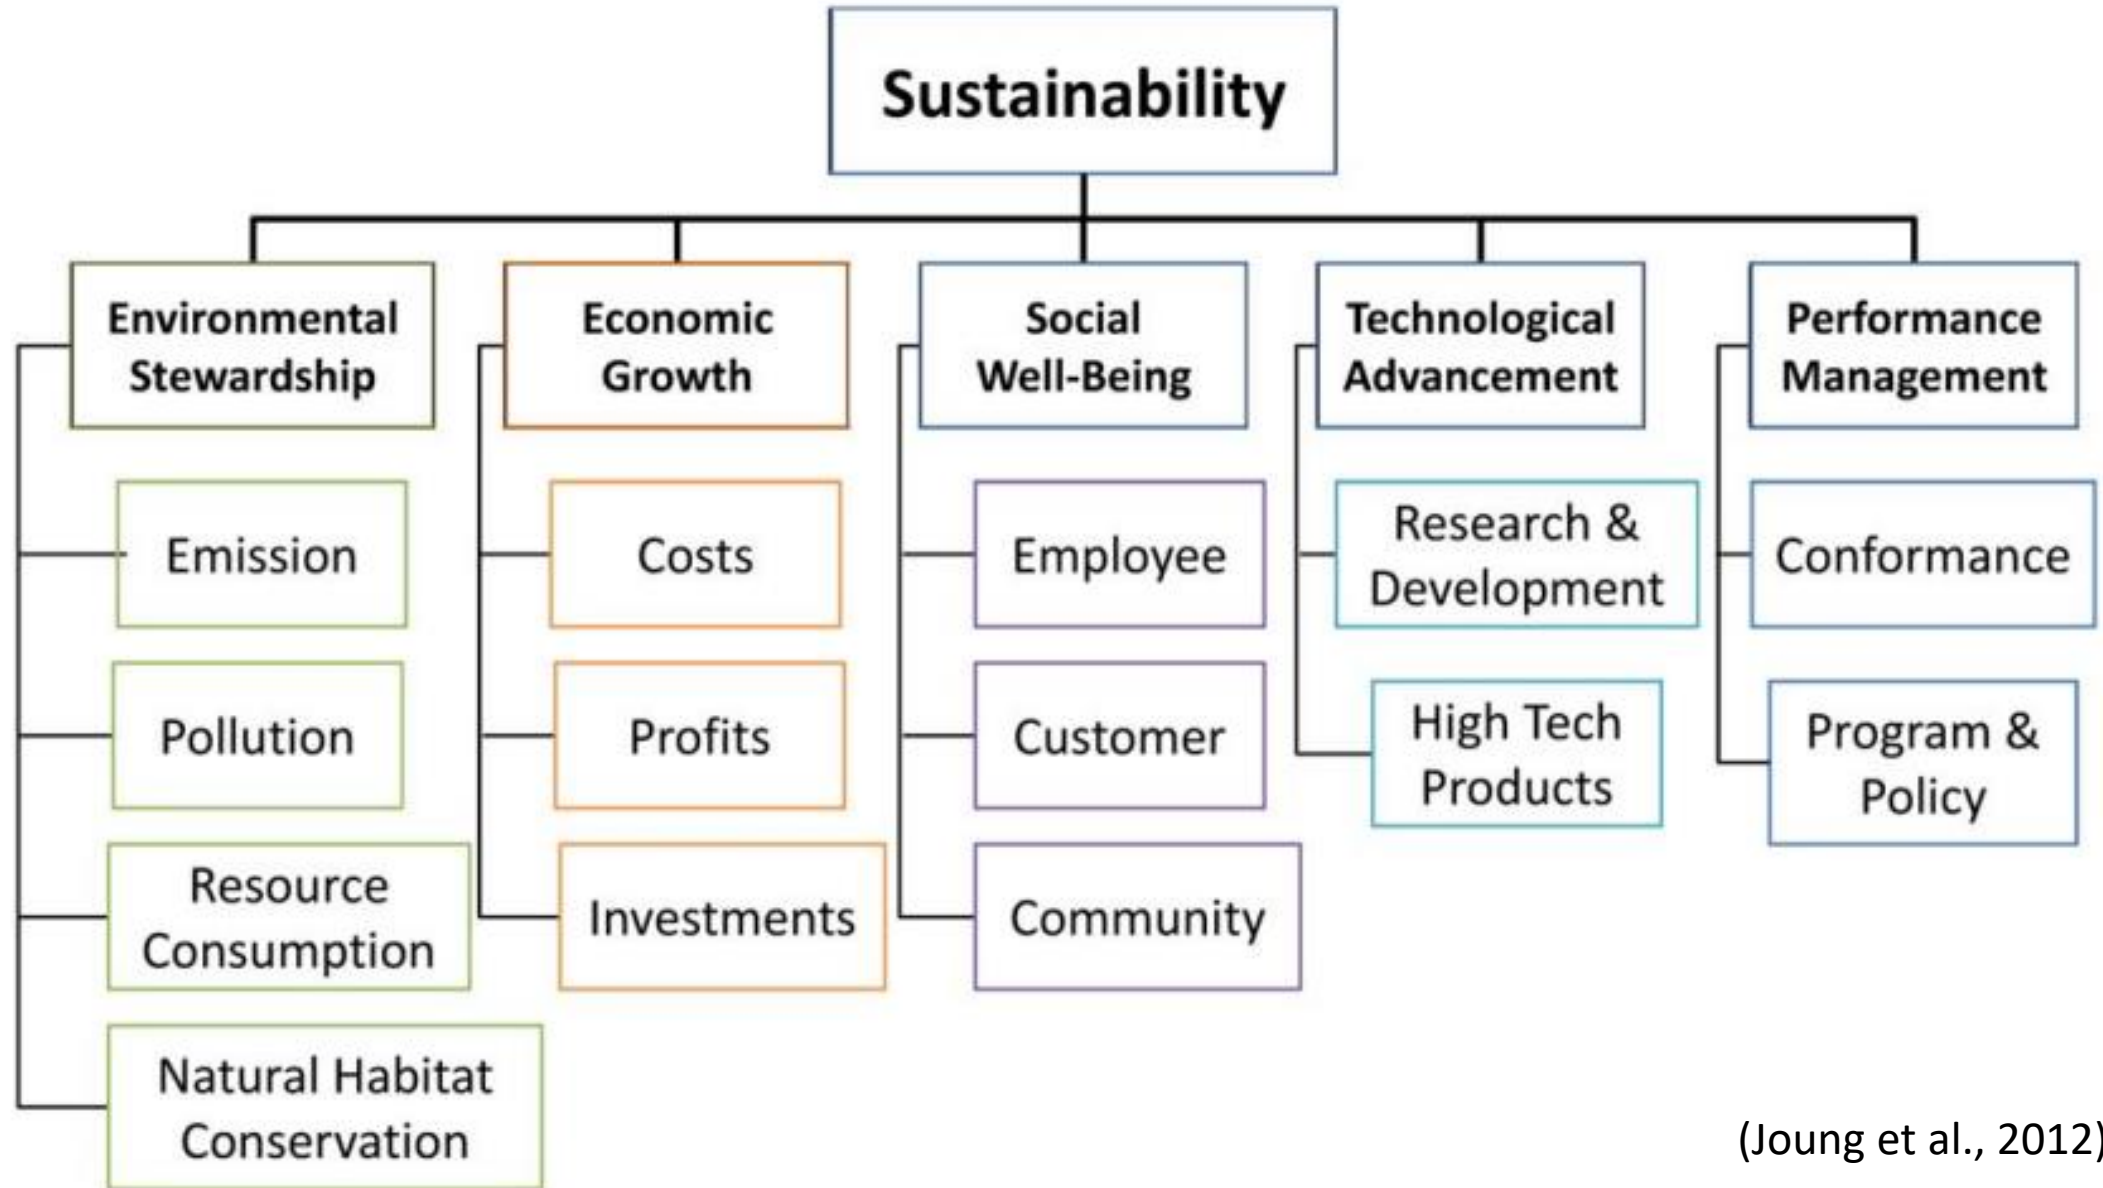 Sustainability
Environmental
Stewardship
Emission
Pollution
Resource
Consumption
Natural Habitat
Conservation
Economic
Growth
Costs
Profits
Investments
Social
Well-Being
Employee
Customer
Community
Technological
Advancement
Research &
Development
High Tech
Products
Performance
Management
Conformance
Program &
Policy
(Joung et al., 2012)